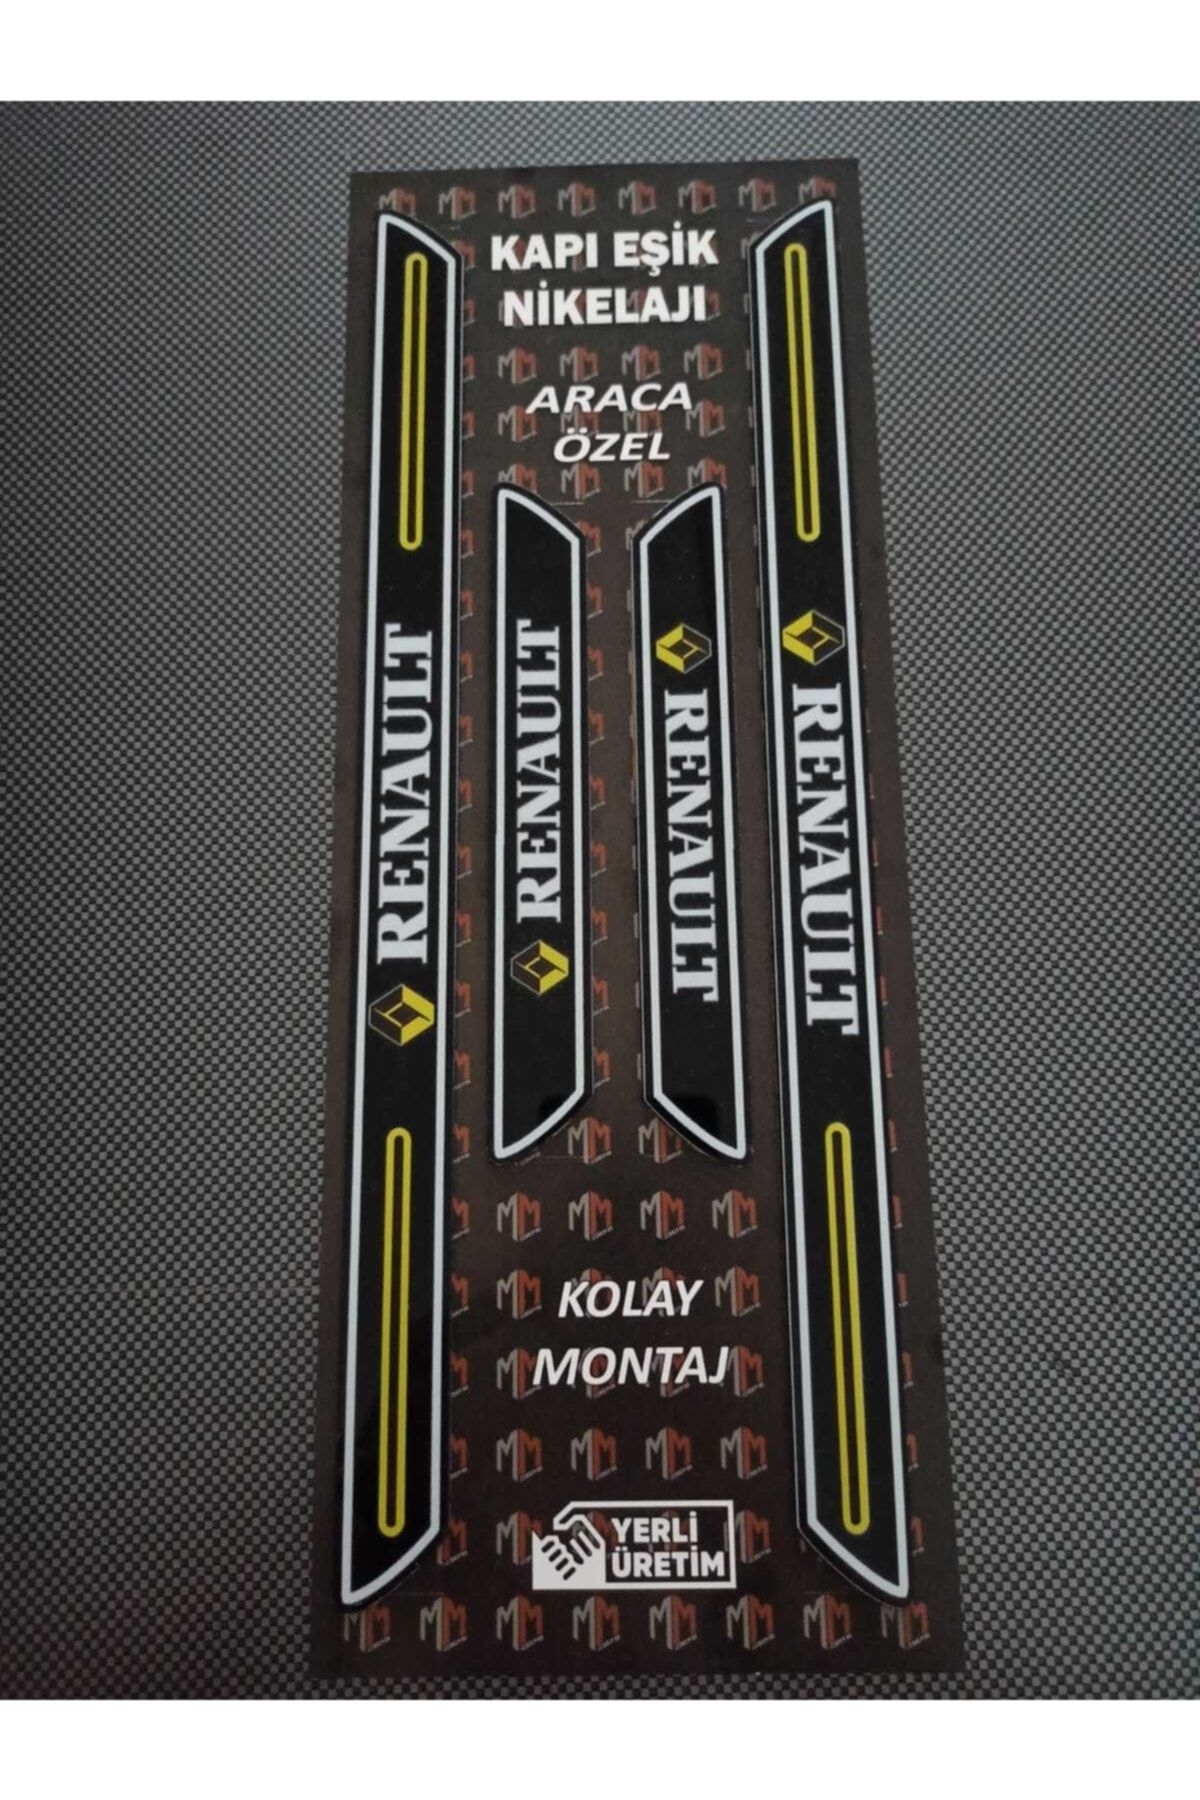 KAPI EŞİK
NİKELAJI
ARACA
ÖZEL
RENAULT
RENAULT
RENAULT
RENAULT
KOLAY
MONTAJ
YERLİ
ÜRETİM